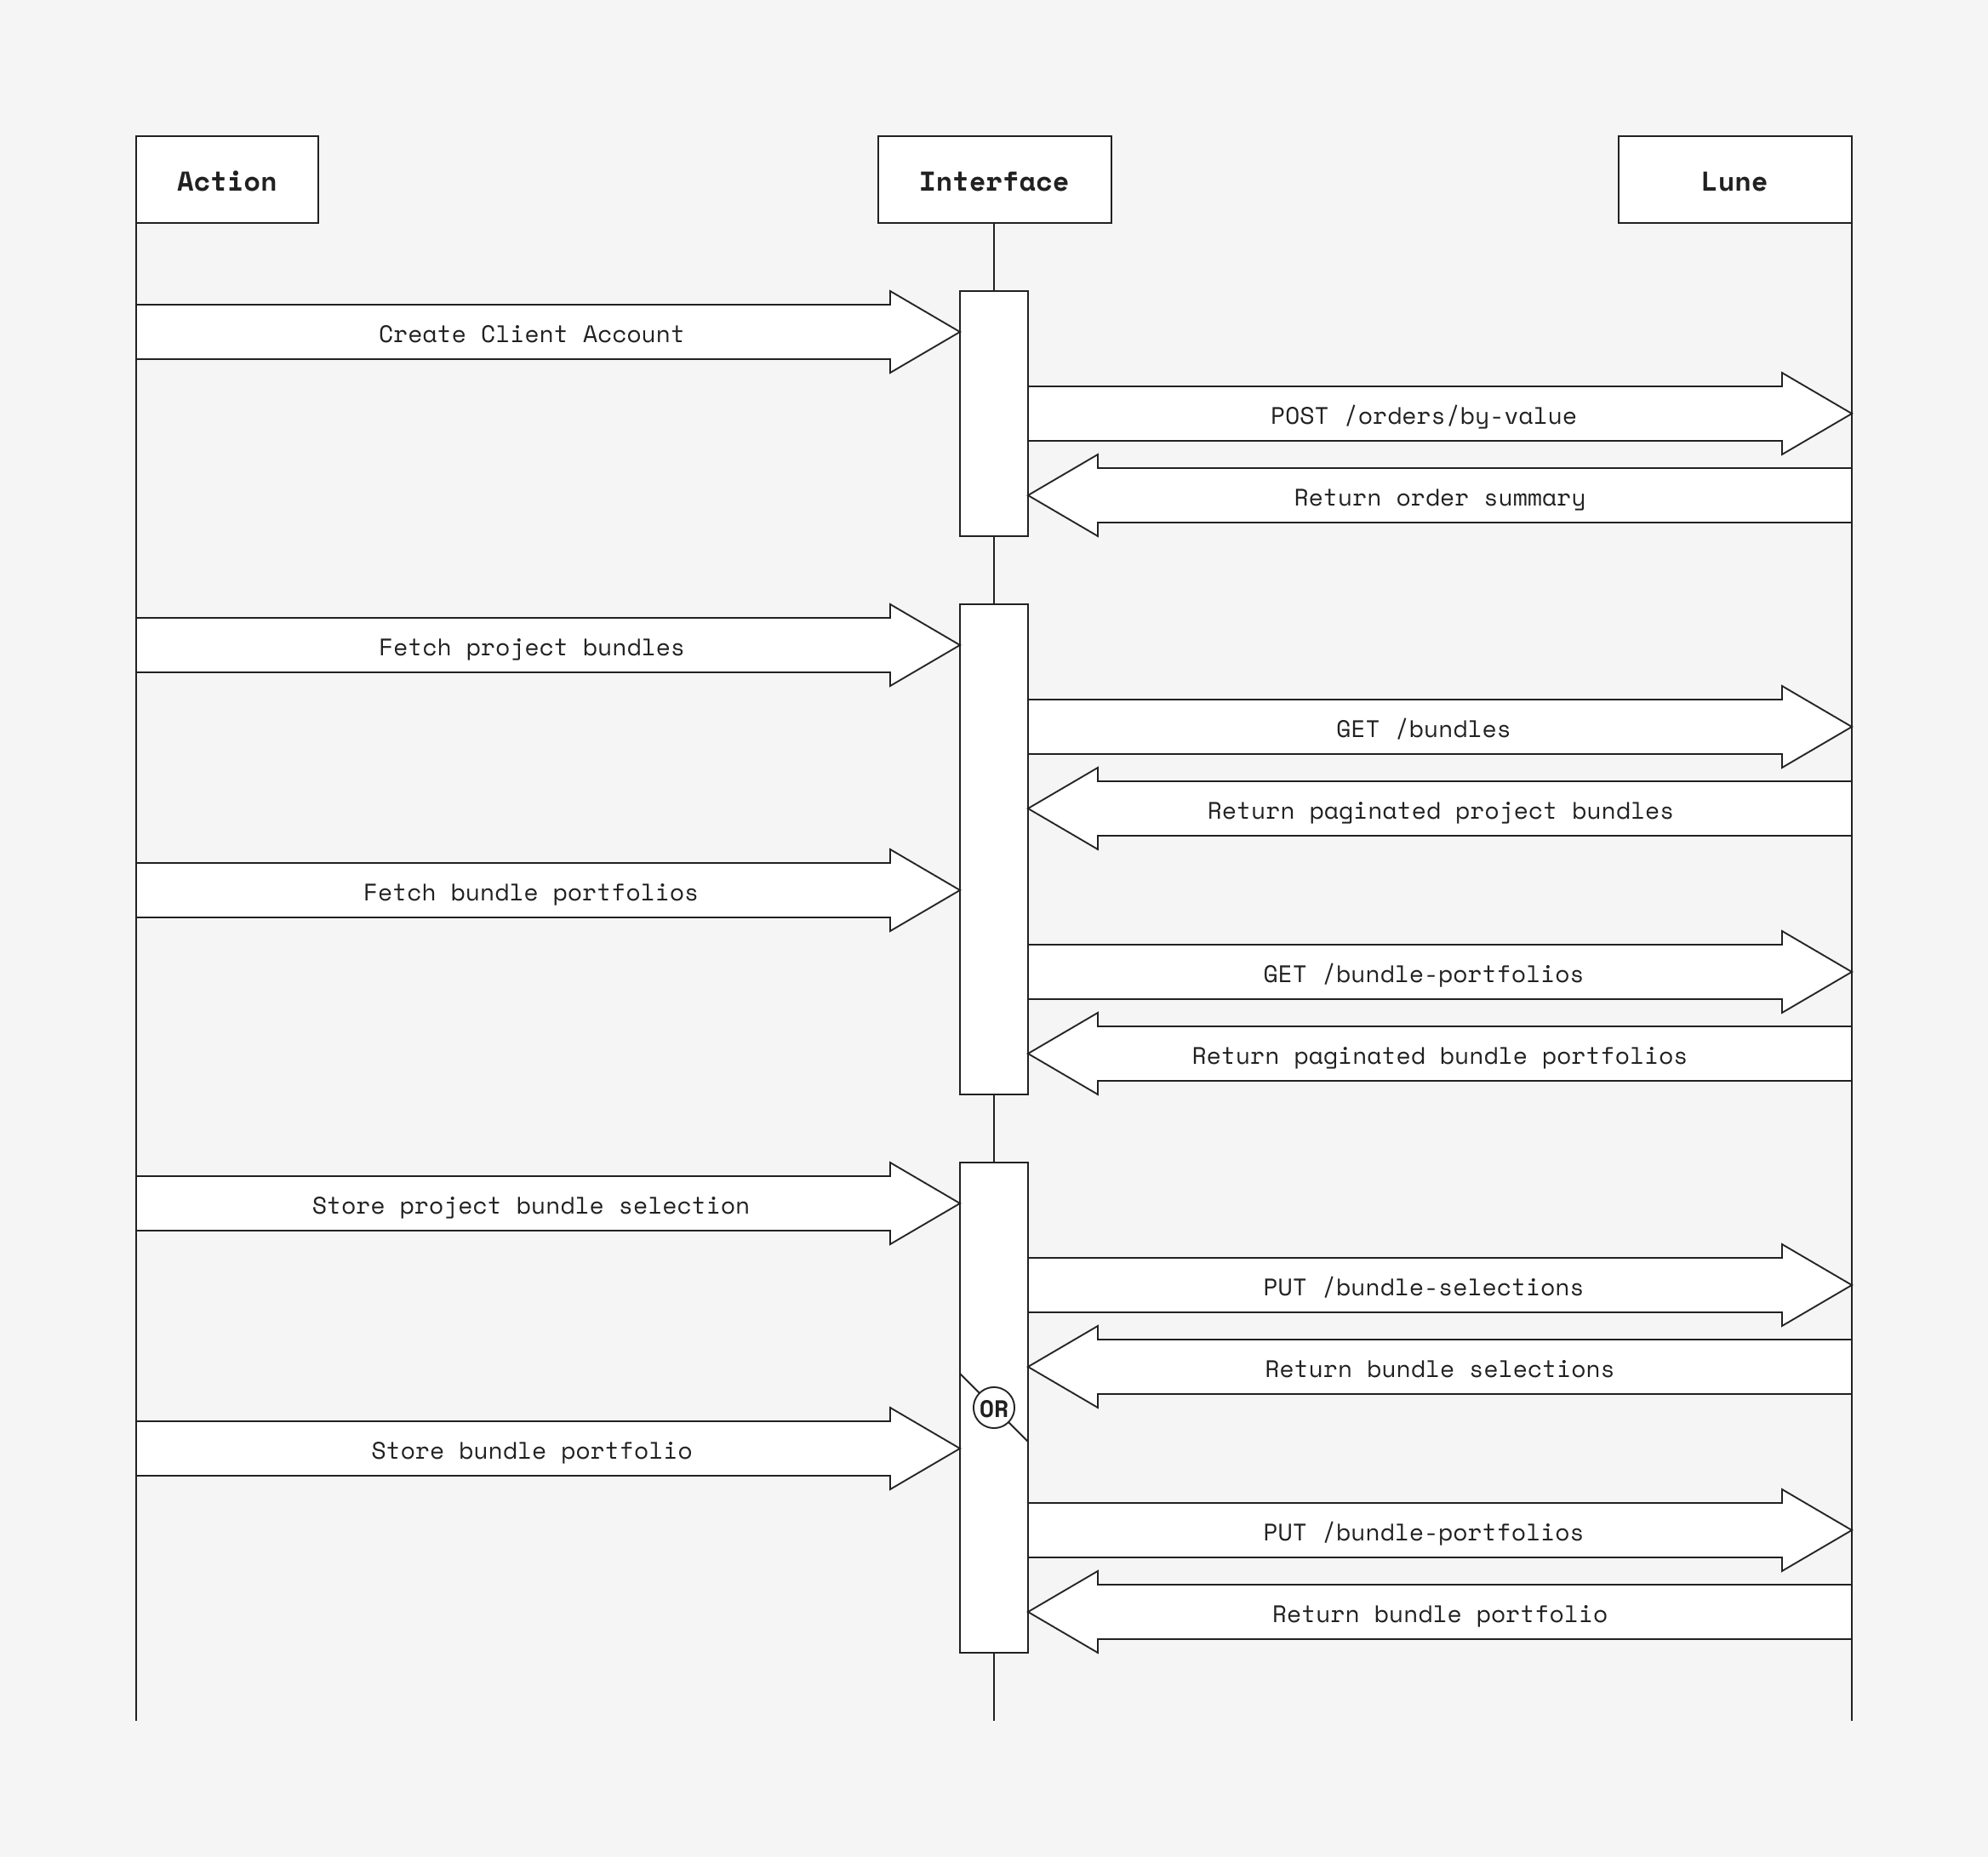 Action
Interface
Lune
Create Client Account
POST /orders/by-value
Return order summary
Fetch project bundles
GET /bundles
Return paginated project bundles
Fetch bundle portfolios
GET /bundle-portfolios
Return paginated bundle portfolios
Store project bundle selection
PUT /bundle-selections
Return bundle selections
OR
Store bundle portfolio
PUT /bundle-portfolios
Return bundle portfolio